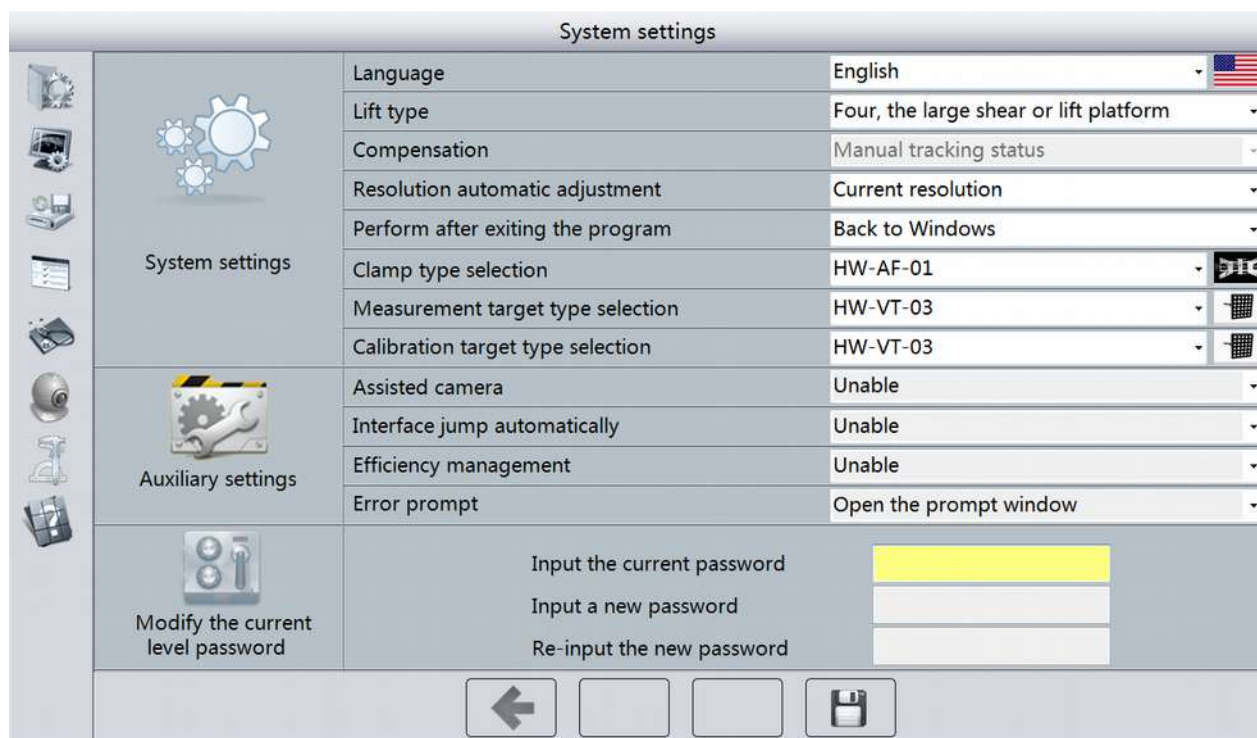 System settings
Language
English
Lift type
Four, the large shear or lift platform
Compensation
Manual tracking status
Resolution automatic adjustment
Current resolution
Perform after exiting the program
Back to Windows
System settings
Clamp type selection
HW-AF-01
Measurement target type selection
HW-VT-03
Calibration target type selection
HW-VT-03
Assisted camera
Unable
Interface jump automatically
Unable
Auxiliary settings
Efficiency management
Unable
Error prompt
Open the prompt window
Input the current password
Modify the current
level password
Input a new password
Re-input the new password